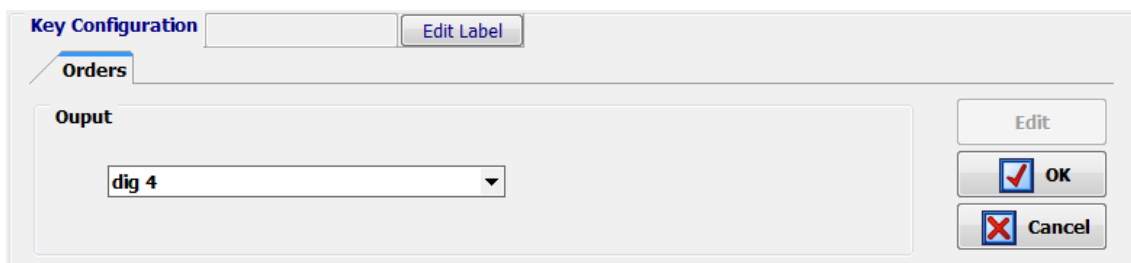 Key Configuration Edit Label
Orders
Ouput
Edit
dig 4
OK
Cancel